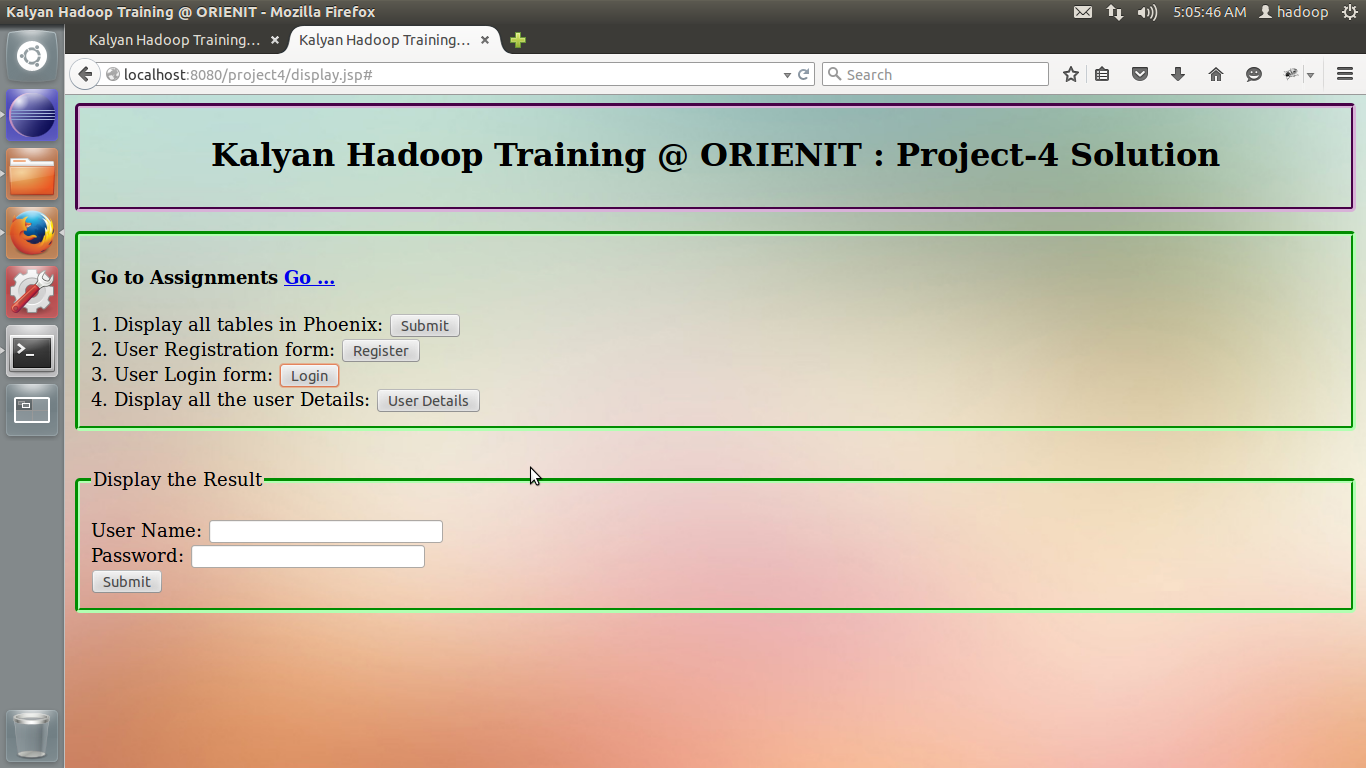 Kalyan Hadoop Training @ ORIENIT - Mozilla Firefox
5:05:46 AM hadoop
Kalyan Hadoop Training...
Kalyan Hadoop Training...
localhost:8080/project4/display.jsp#
Search
Kalyan Hadoop Training @ ORIENIT : Project-4 Solution
Go to Assignments Go ...
1. Display all tables in Phoenix: Submit
2. User Registration form: Register
3. User Login form: Login
4. Display all the user Details: User Details
Display the Result
User Name:
Password:
Submit